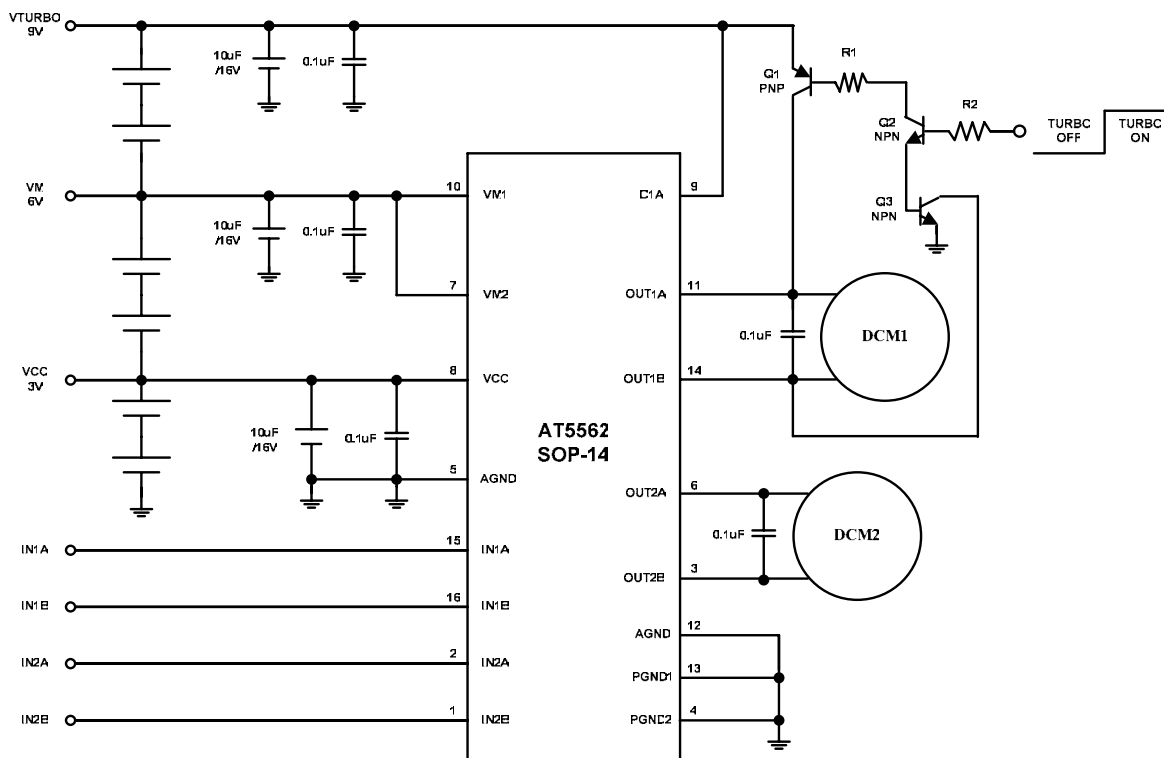 VTURBO
9V
10uF
/16V
0.1uF
R1
Q1
PNP
Q2
NPN
R2
TURBO
OFF
TURBO
ON
VM
6V
10
VM1
C1A
9
10uF
/16V
0.1uF
Q3
NPN
7
VM2
OUT1A
11
0.1uF
DCM1
VCC
3V
8
VCC
OUT1B
14
10uF
/16V
0.1uF
AT5562
SOP-14
5
AGND
OUT2A
6
0.1uF
DCM2
IN1A
15
IN1A
OUT2B
3
IN1B
16
IN1B
AGND
12
IN2A
2
IN2A
PGND1
13
IN2B
1
IN2B
PGND2
4